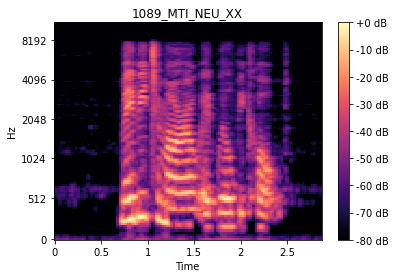 1089_MTI_NEU_XX
+0 dB
8192
-10 dB
4096
-20 dB
-30 dB
2048
Hz
-40 dB
1024
-50 dB
512
-60 dB
-70 dB
0
-80 dB
0 0.5 1 1.5 2 2.5
Time